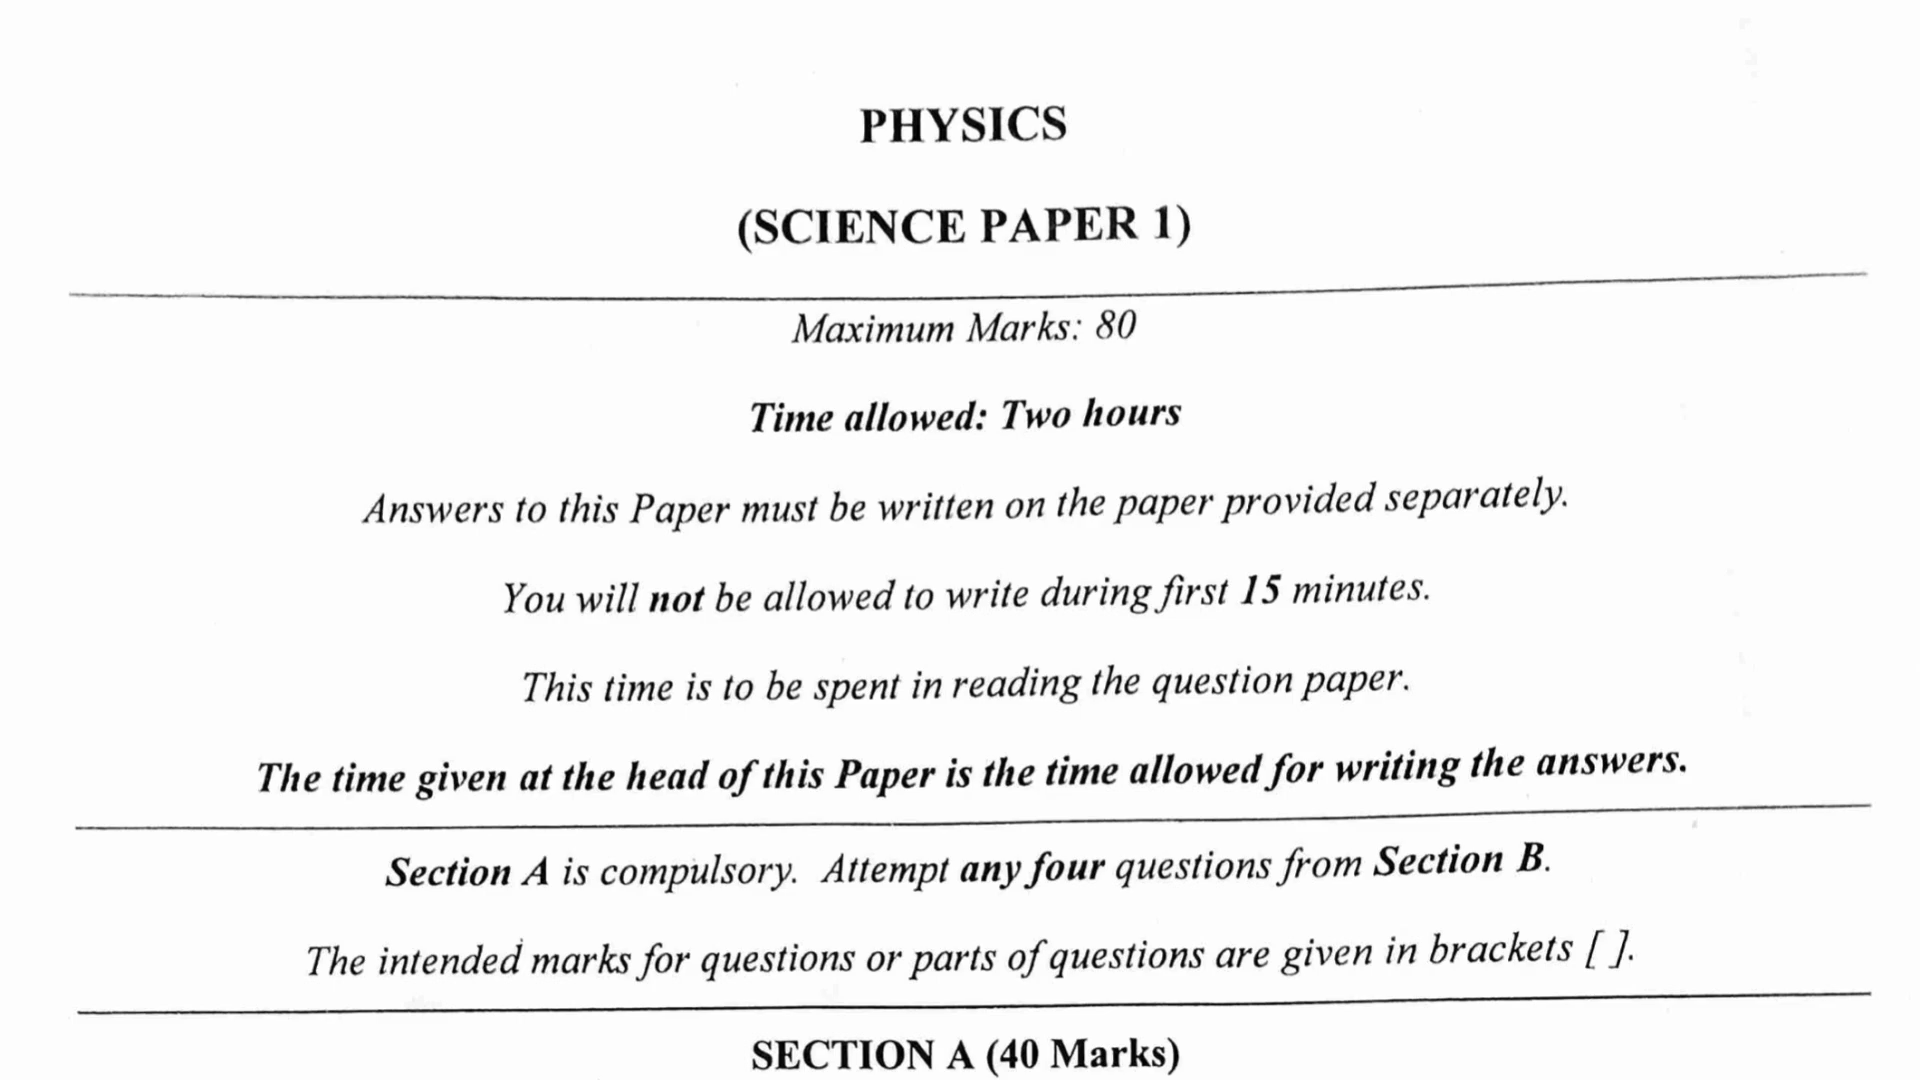 PHYSICS
(SCIENCE PAPER 1)
Maximum Marks: 80
Time allowed: Two hours
Answers to this Paper must be written on the paper provided separately.
You will not be allowed to write during first 15 minutes.
This time is to be spent in reading the question paper.
The time given at the head of this Paper is the time allowed for writing the answers.
Section A is compulsory. Attempt any four questions from Section B.
The intended marks for questions or parts of questions are given in brackets [ ].
SECTION A (40 Marks)